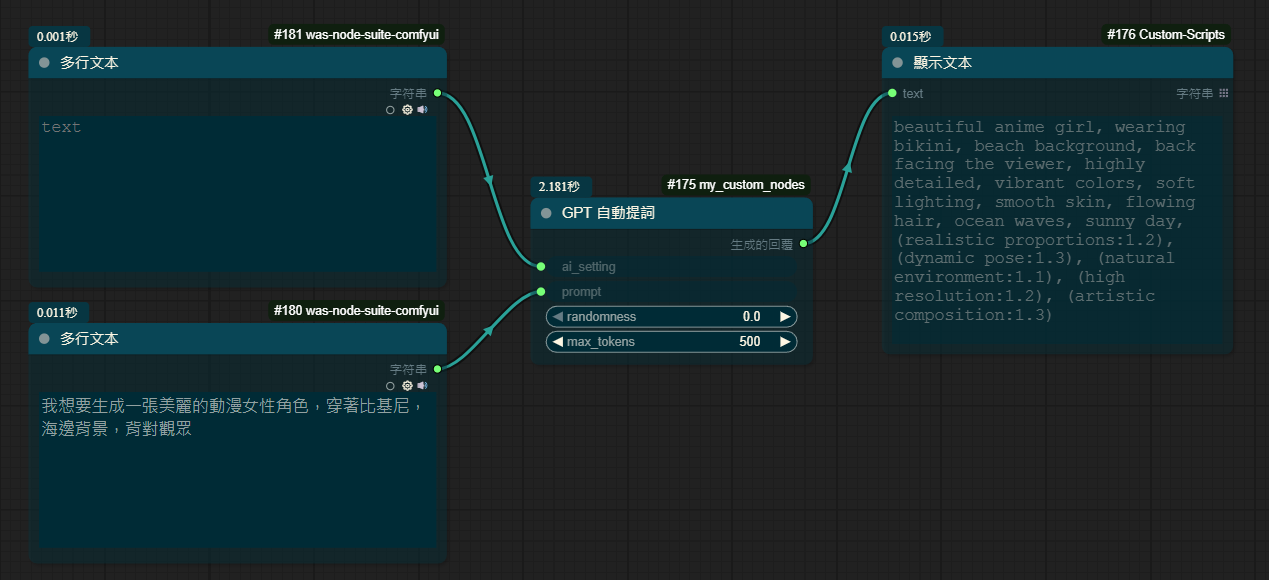 0.001秒
#181 was-node-suite-comfyui
多行文本
字符串
text
0.011秒
#180 was-node-suite-comfyui
多行文本
字符串
我想要生成一張美麗的動漫女性角色，穿著比基尼，
海邊背景，背對觀眾
2.181秒
#175 my_custom_nodes
GPT 自動提詞
生成的回覆
ai_setting
prompt
randomness 0.0
max_tokens 500
0.015秒
#176 Custom-Scripts
顯示文本
text 字符串
beautiful anime girl, wearing
bikini, beach background, back
facing the viewer, highly
detailed, vibrant colors, soft
lighting, smooth skin, flowing
hair, ocean waves, sunny day,
(realistic proportions:1.2),
(dynamic pose:1.3), (natural
environment:1.1), (high
resolution:1.2), (artistic
composition:1.3)